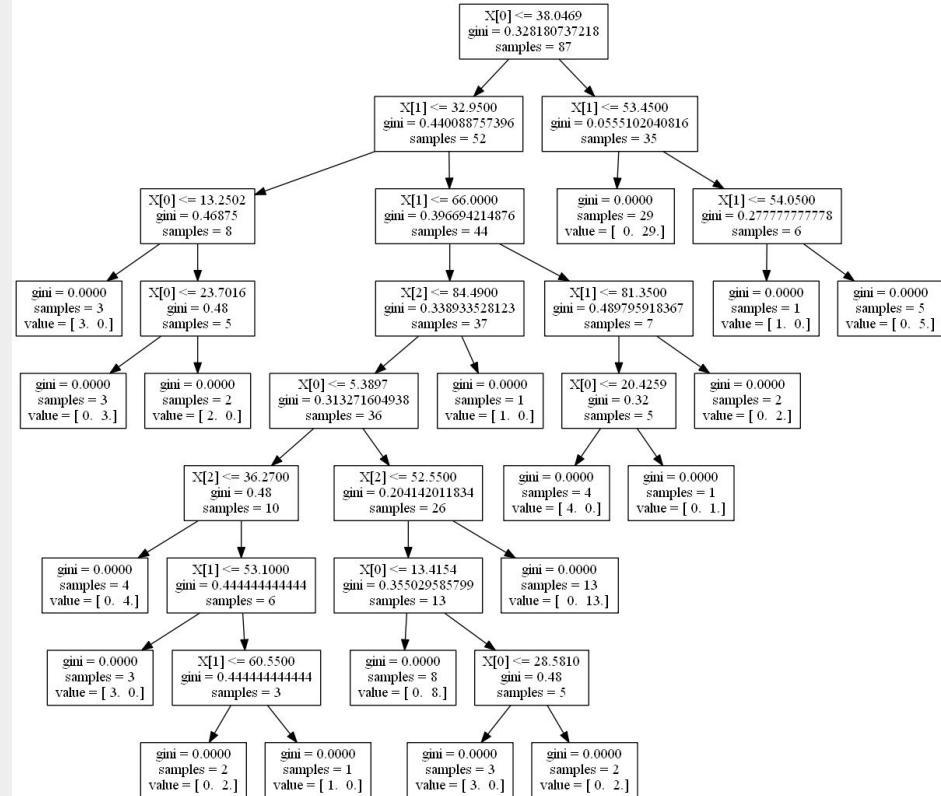 X[0] <= 38.0469
gini = 0.328180737218
samples = 87
X[1] <= 32.9500
gini = 0.440088757396
samples = 52
X[1] <= 53.4500
gini = 0.0555102040816
samples = 35
X[0] <= 13.2502
gini = 0.46875
samples = 8
X[1] <= 66.0000
gini = 0.396694214876
samples = 44
gini = 0.0000
samples = 29
value = [ 0. 29.]
X[1] <= 54.0500
gini = 0.277777777778
samples = 6
gini = 0.0000
samples = 3
value = [ 3. 0.]
X[0] <= 23.7016
gini = 0.48
samples = 5
X[2] <= 84.4900
gini = 0.338933528123
samples = 37
X[1] <= 81.3500
gini = 0.489795918367
samples = 7
gini = 0.0000
samples = 1
value = [ 1. 0.]
gini = 0.0000
samples = 5
value = [ 0. 5.]
gini = 0.0000
samples = 3
value = [ 0. 3.]
gini = 0.0000
samples = 2
value = [ 2. 0.]
X[0] <= 5.3897
gini = 0.313271604938
samples = 36
gini = 0.0000
samples = 1
value = [ 1. 0.]
X[0] <= 20.4259
gini = 0.32
samples = 5
gini = 0.0000
samples = 2
value = [ 0. 2.]
X[2] <= 36.2700
gini = 0.48
samples = 10
X[2] <= 52.5500
gini = 0.204142011834
samples = 26
gini = 0.0000
samples = 4
value = [ 4. 0.]
gini = 0.0000
samples = 1
value = [ 0. 1.]
gini = 0.0000
samples = 4
value = [ 0. 4.]
X[1] <= 53.1000
gini = 0.444444444444
samples = 6
X[0] <= 13.4154
gini = 0.355029585799
samples = 13
gini = 0.0000
samples = 13
value = [ 0. 13.]
gini = 0.0000
samples = 3
value = [ 3. 0.]
X[1] <= 60.5500
gini = 0.444444444444
samples = 3
gini = 0.0000
samples = 8
value = [ 0. 8.]
X[0] <= 28.5810
gini = 0.48
samples = 5
gini = 0.0000
samples = 2
value = [ 0. 2.]
gini = 0.0000
samples = 1
value = [ 1. 0.]
gini = 0.0000
samples = 3
value = [ 3. 0.]
gini = 0.0000
samples = 2
value = [ 0. 2.]